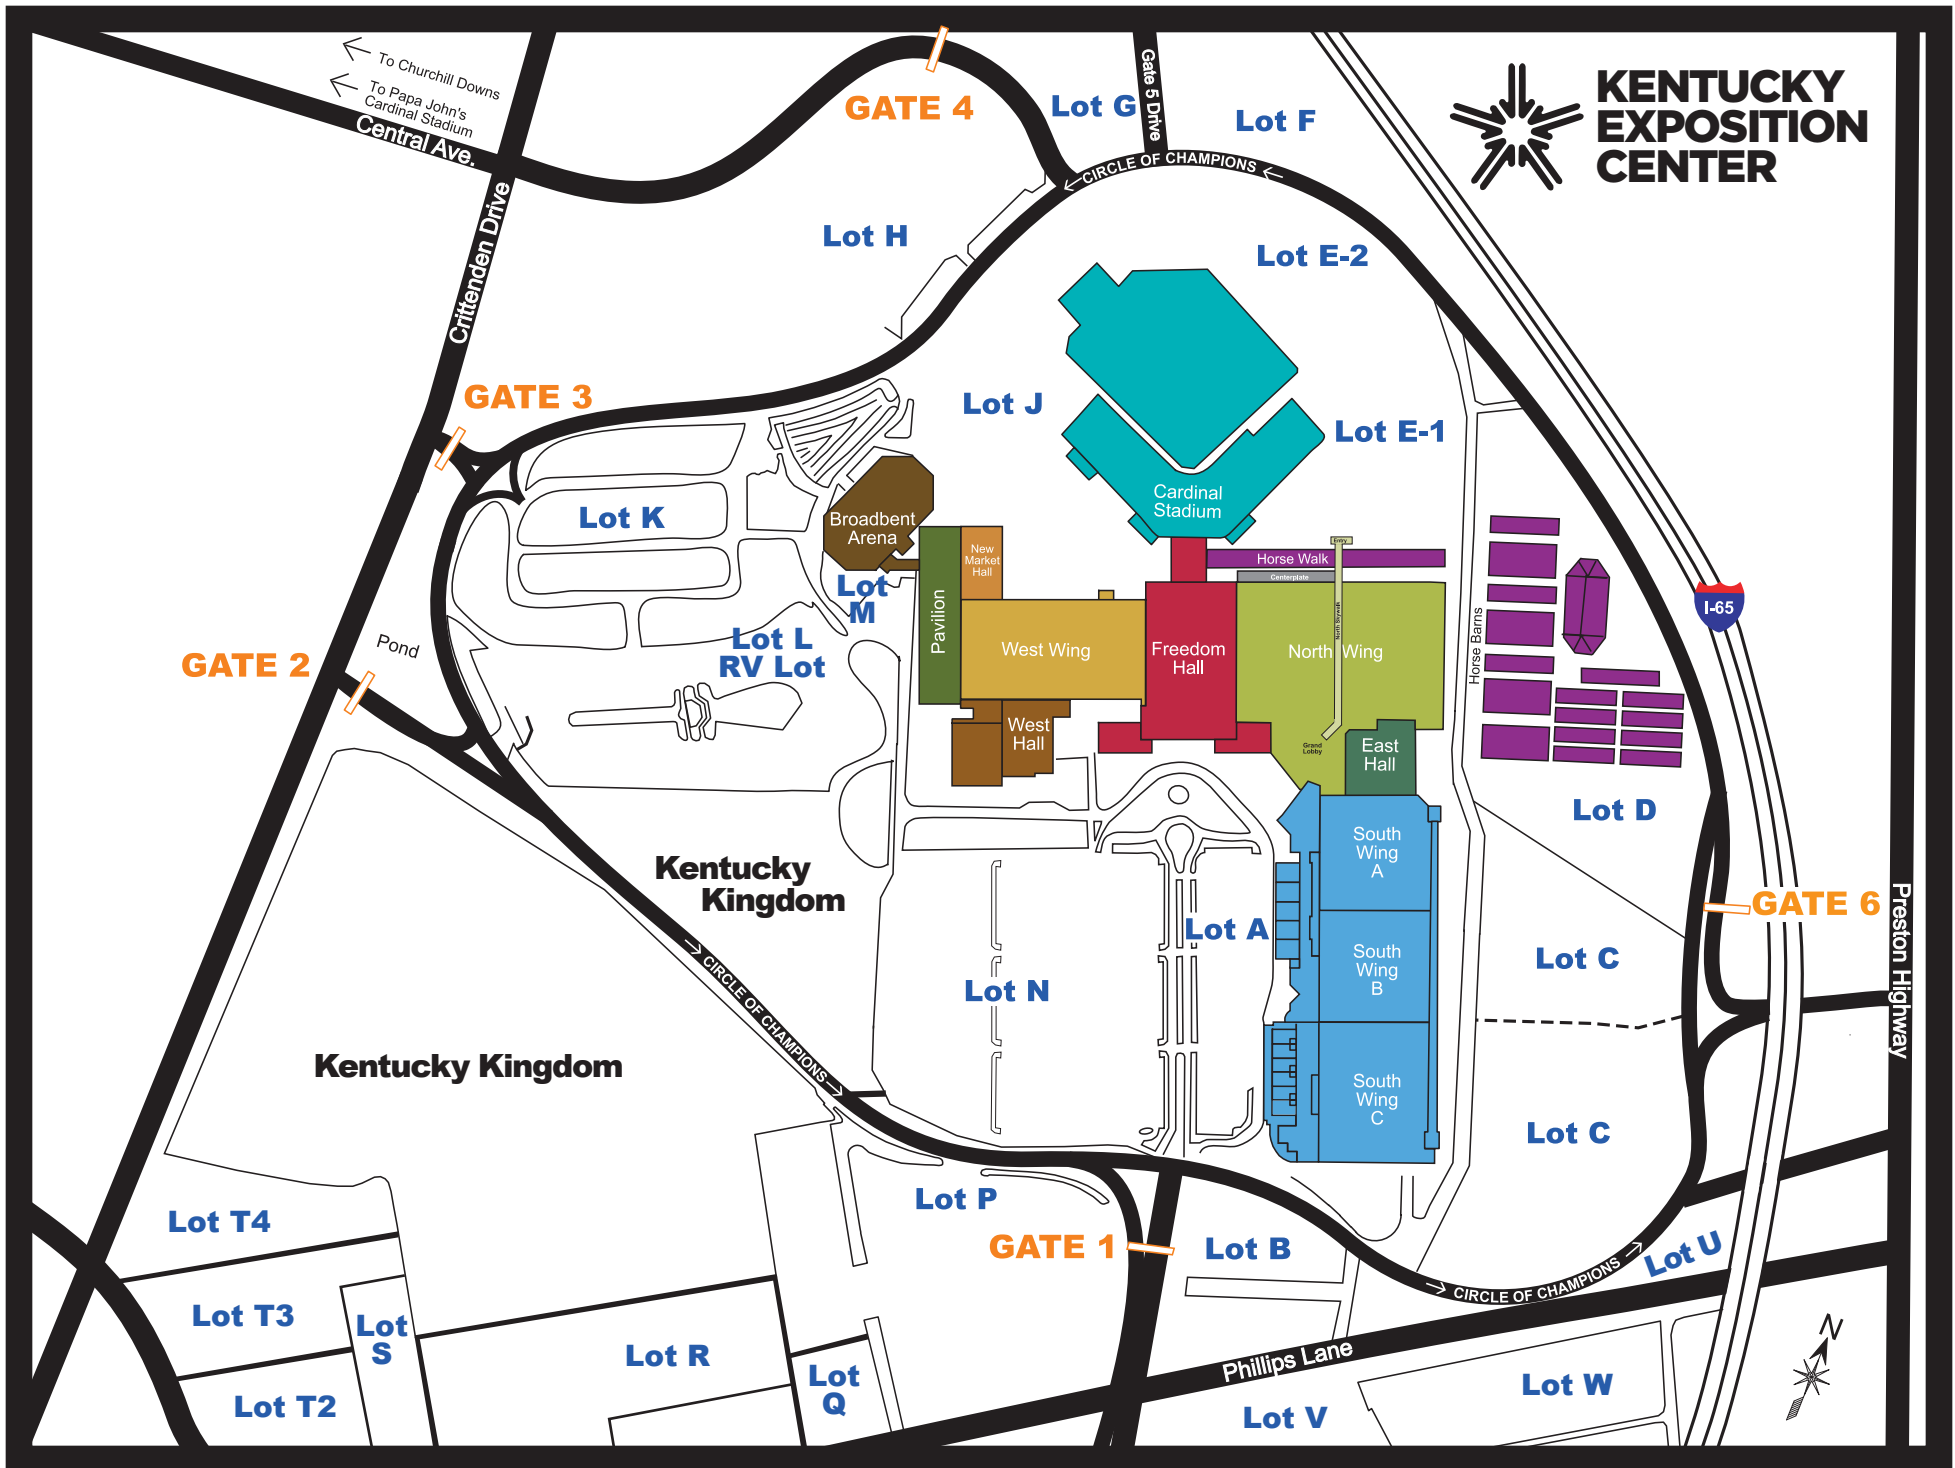 To Churchill Downs
To Papa John's
Cardinal Stadium
Central Ave.
Crittenden Drive
GATE 4
Lot G
Gate 5 Drive
Lot F
KENTUCKY
EXPOSITION
CENTER
CIRCLE OF CHAMPIONS
Lot H
Lot E-2
GATE 3
Lot J
Lot E-1
Cardinal
Stadium
Lot K
Broadbent
Arena
New
Market
Hall
Entry
Horse Walk
Centerplate
Lot
M
Pavilion
West Wing
Freedom
Hall
North Wing
North Skywalk
Horse Barns
I-65
Pond
Lot L
RV Lot
GATE 2
West
Hall
Grand
Lobby
East
Hall
Lot D
South
Wing
A
Kentucky
Kingdom
GATE 6
Preston Highway
Lot A
South
Wing
B
Lot C
Lot N
CIRCLE OF CHAMPIONS
Kentucky Kingdom
South
Wing
C
Lot C
Lot P
Lot T4
GATE 1
Lot B
Lot U
CIRCLE OF CHAMPIONS
Lot T3
Lot
S
Lot R
Lot
Q
Phillips Lane
Lot W
N
Lot T2
Lot V